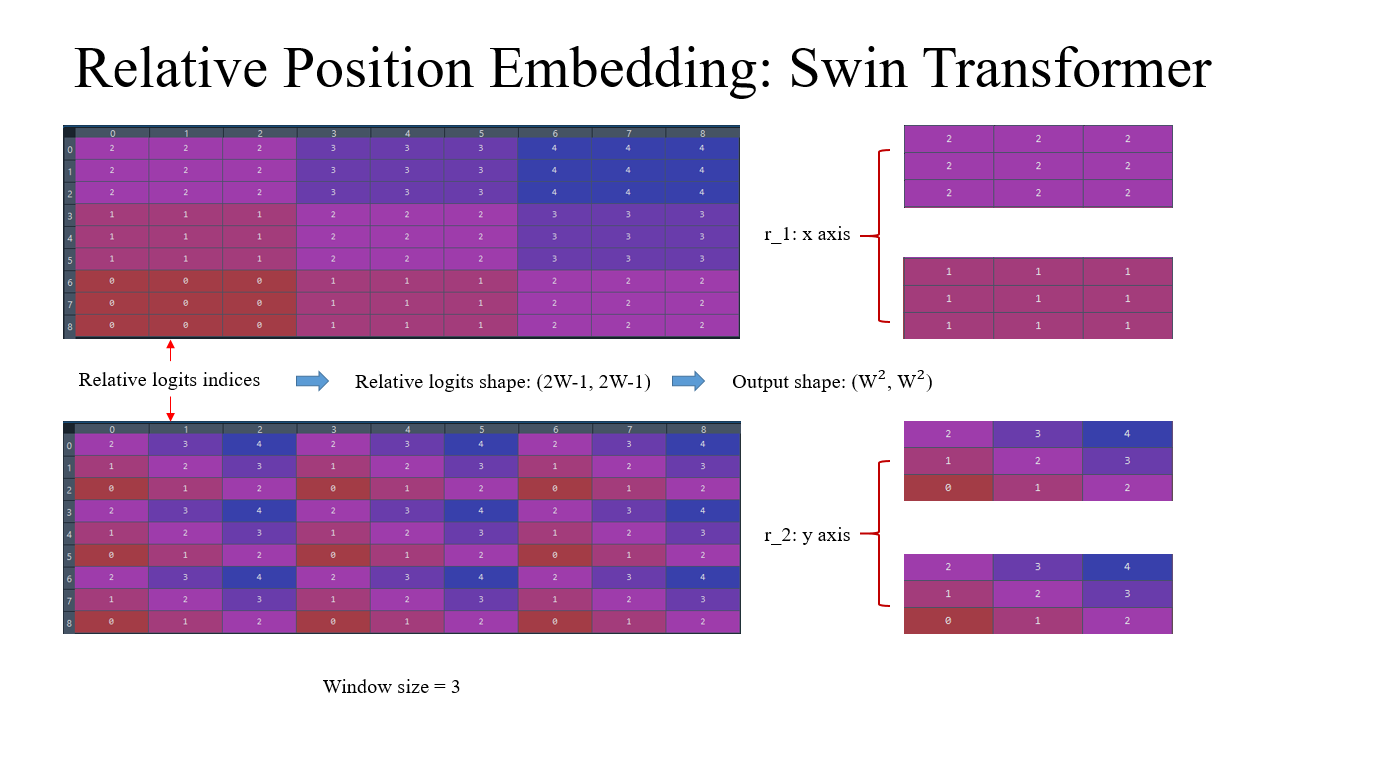 Relative Position Embedding: Swin Transformer
0 1 2 3 4 5 6 7 8
0 2 2 2 3 3 3 4 4 4
1 2 2 2 3 3 3 4 4 4
2 2 2 2 3 3 3 4 4 4
3 1 1 1 2 2 2 3 3 3
4 1 1 1 2 2 2 3 3 3
5 1 1 1 2 2 2 3 3 3
6 0 0 0 1 1 1 2 2 2
7 0 0 0 1 1 1 2 2 2
8 0 0 0 1 1 1 2 2 2
r_1: x axis
2 2 2
2 2 2
2 2 2
1 1 1
1 1 1
1 1 1
Relative logits indices
Relative logits shape: (2W-1, 2W-1)
Output shape: (W², W²)
0 1 2 3 4 5 6 7 8
0 2 3 4 2 3 4 2 3 4
1 1 2 3 1 2 3 1 2 3
2 0 1 2 0 1 2 0 1 2
3 2 3 4 2 3 4 2 3 4
4 1 2 3 1 2 3 1 2 3
5 0 1 2 0 1 2 0 1 2
6 2 3 4 2 3 4 2 3 4
7 1 2 3 1 2 3 1 2 3
8 0 1 2 0 1 2 0 1 2
r_2: y axis
2 3 4
1 2 3
0 1 2
2 3 4
1 2 3
0 1 2
Window size = 3